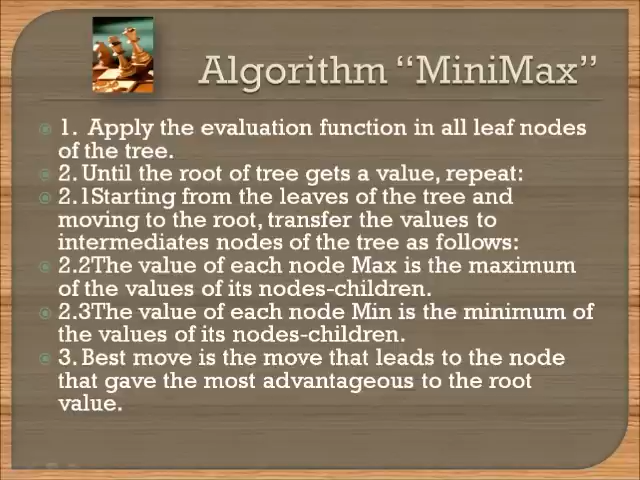 Algorithm “MiniMax”
1. Apply the evaluation function in all leaf nodes
of the tree.
2. Until the root of tree gets a value, repeat:
2.1Starting from the leaves of the tree and
moving to the root, transfer the values to
intermediates nodes of the tree as follows:
2.2The value of each node Max is the maximum
of the values of its nodes-children.
2.3The value of each node Min is the minimum of
the values of its nodes-children.
3. Best move is the move that leads to the node
that gave the most advantageous to the root
value.